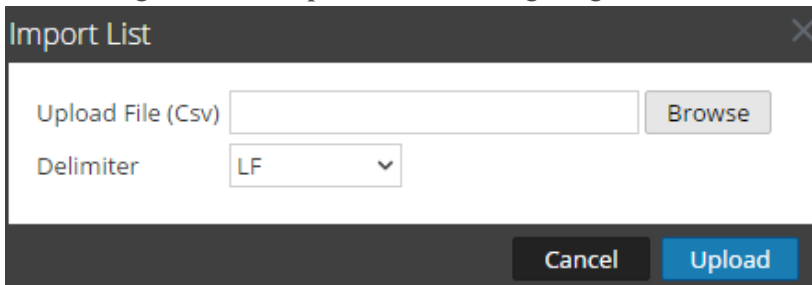 Import List
Upload File (Csv) Browse
Delimiter LF
Cancel Upload